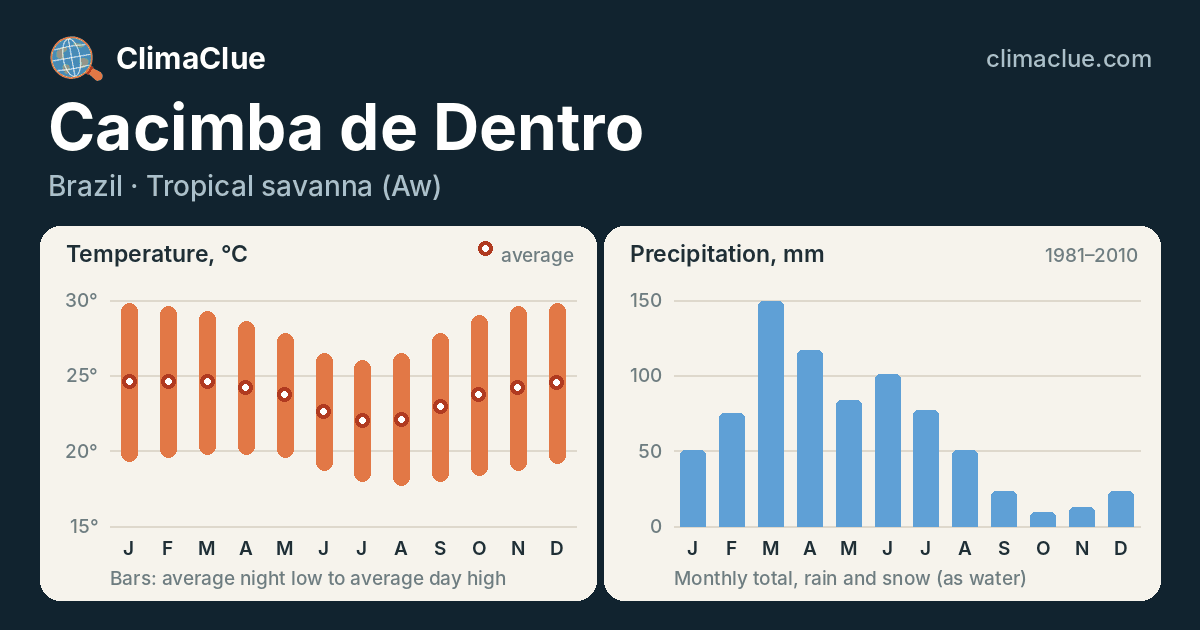 ClimaClue
climaclue.com
Cacimba de Dentro
Brazil · Tropical savanna (Aw)
Temperature, °C
average
30°
25°
20°
15°
J F M A M J J A S O N D
Bars: average night low to average day high
Precipitation, mm
1981–2010
150
100
50
0
J F M A M J J A S O N D
Monthly total, rain and snow (as water)